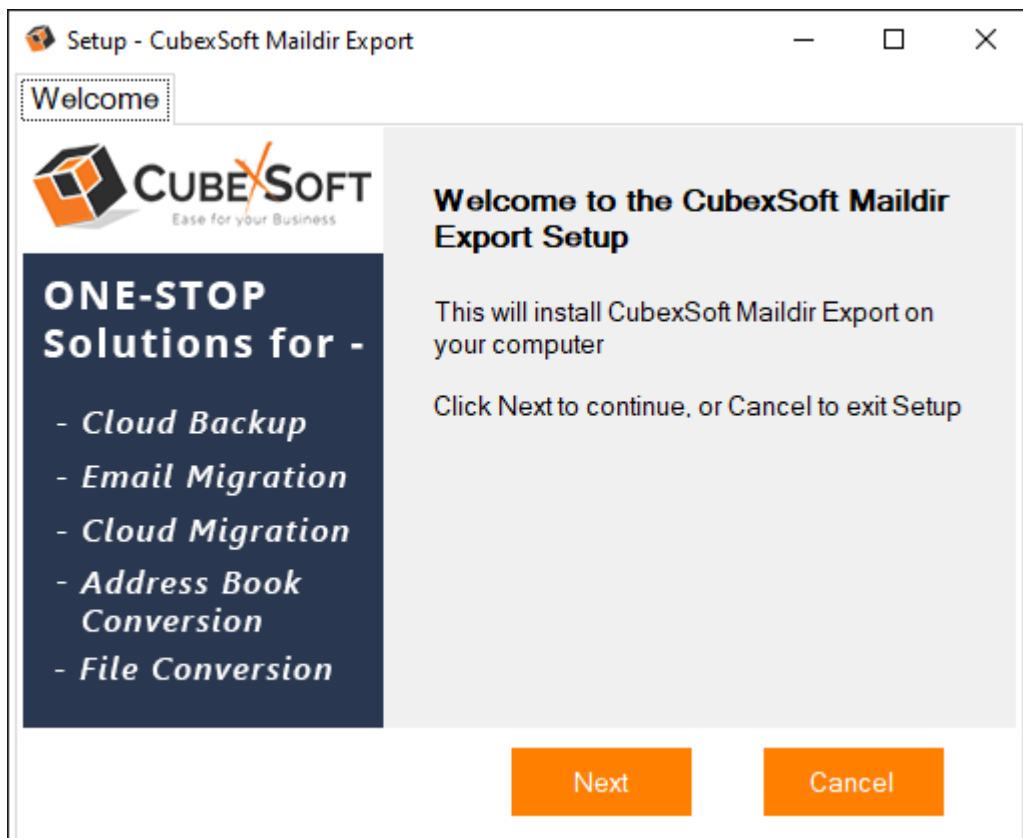 Setup - CubexSoft Maildir Export
Welcome
CUBEXSOFT
Ease for your Business
ONE-STOP
Solutions for -
- Cloud Backup
- Email Migration
- Cloud Migration
- Address Book
Conversion
- File Conversion
Welcome to the CubexSoft Maildir
Export Setup
This will install CubexSoft Maildir Export on
your computer
Click Next to continue, or Cancel to exit Setup
Next
Cancel